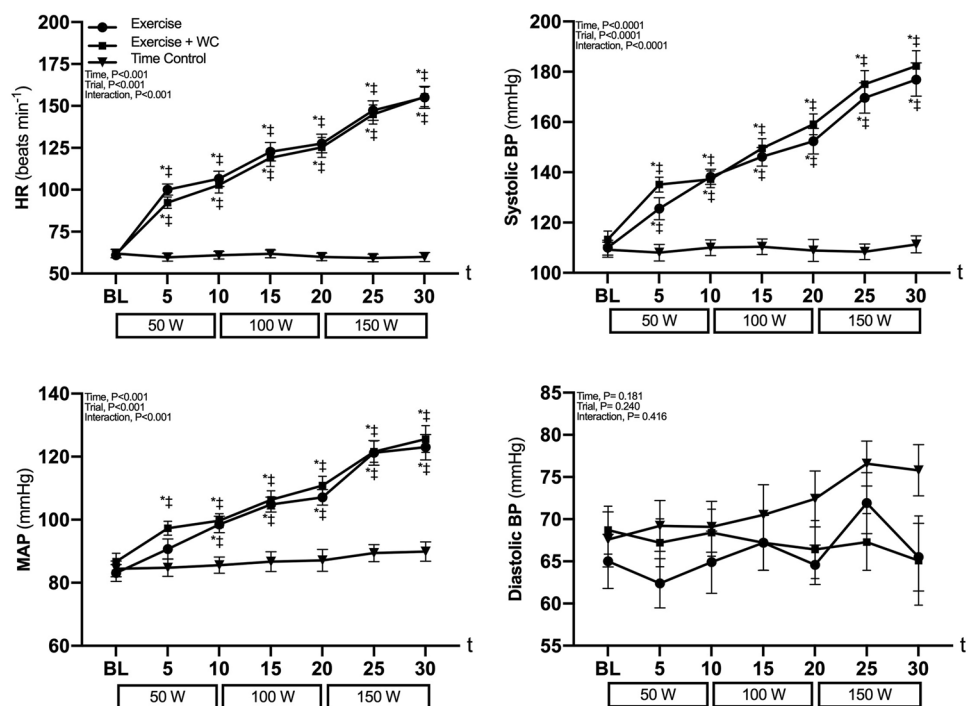 Exercise
Exercise + WC
Time Control
Time, P<0.001
Trial, P<0.001
Interaction, P<0.001
HR (beats min⁻¹)
200
150
100
50
*‡ *‡ *‡ *‡ *‡ *‡
*‡ *‡ *‡ *‡ *‡ *‡
t
BL 5 10 15 20 25 30
50 W 100 W 150 W
Time, P<0.0001
Trial, P<0.0001
Interaction, P<0.0001
Systolic BP (mmHg)
200
180
160
140
120
100
*‡ *‡ *‡ *‡ *‡ *‡
*‡ *‡ *‡ *‡ *‡ *‡
t
BL 5 10 15 20 25 30
50 W 100 W 150 W
Time, P<0.001
Trial, P<0.001
Interaction, P<0.001
MAP (mmHg)
140
120
100
80
60
*‡ *‡ *‡ *‡ *‡ *‡
*‡ *‡ *‡ *‡ *‡
t
BL 5 10 15 20 25 30
50 W 100 W 150 W
Time, P= 0.181
Trial, P= 0.240
Interaction, P= 0.416
Diastolic BP (mmHg)
85
80
75
70
65
60
55
t
BL 5 10 15 20 25 30
50 W 100 W 150 W